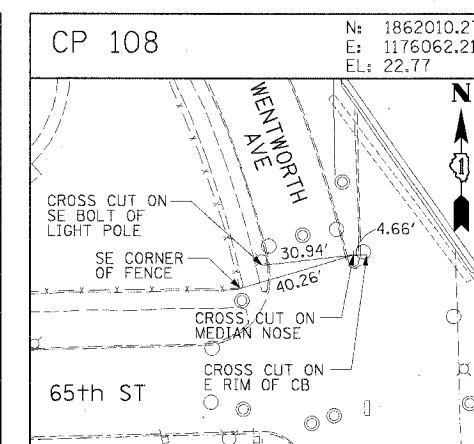 CP 108
N: 1862010.27
E: 1176062.21
EL: 22.77
N
1
WENTWORTH
AVE
CROSS CUT ON
SE BOLT OF
LIGHT POLE
SE CORNER
OF FENCE
30.94'
40.26'
4.66'
CROSS CUT ON
MEDIAN NOSE
CROSS CUT ON
E RIM OF CB
65th ST